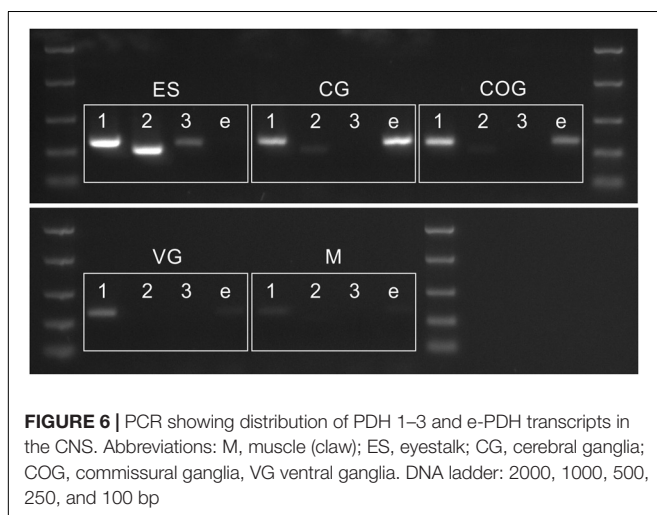 ES CG COG
1 2 3 e 1 2 3 e 1 2 3 e
VG M
1 2 3 e 1 2 3 e
FIGURE 6 | PCR showing distribution of PDH 1–3 and e-PDH transcripts in
the CNS. Abbreviations: M, muscle (claw); ES, eyestalk; CG, cerebral ganglia;
COG, commissural ganglia, VG ventral ganglia. DNA ladder: 2000, 1000, 500,
250, and 100 bp